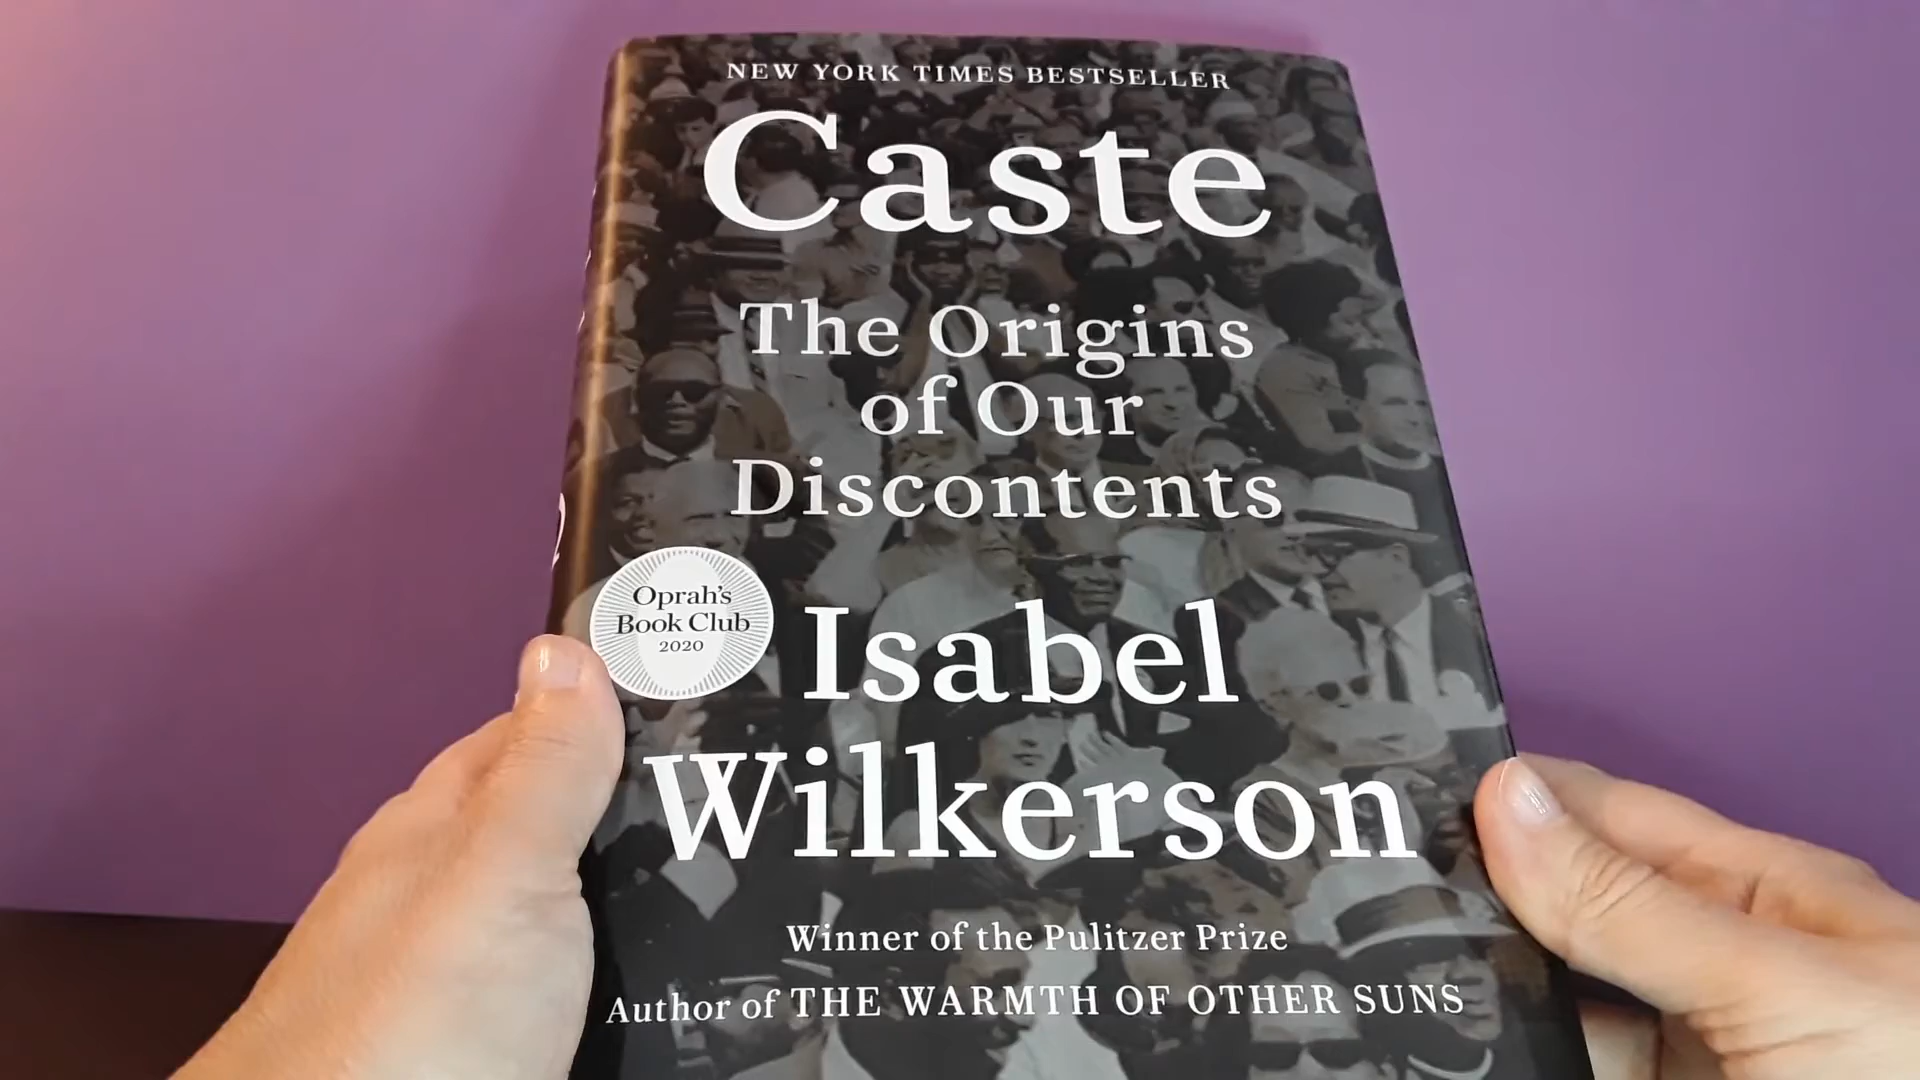 NEW YORK TIMES BESTSELLER
Caste
The Origins
of Our
Discontents
Oprah's
Book Club
2020
Isabel
Wilkerson
Winner of the Pulitzer Prize
Author of THE WARMTH OF OTHER SUNS